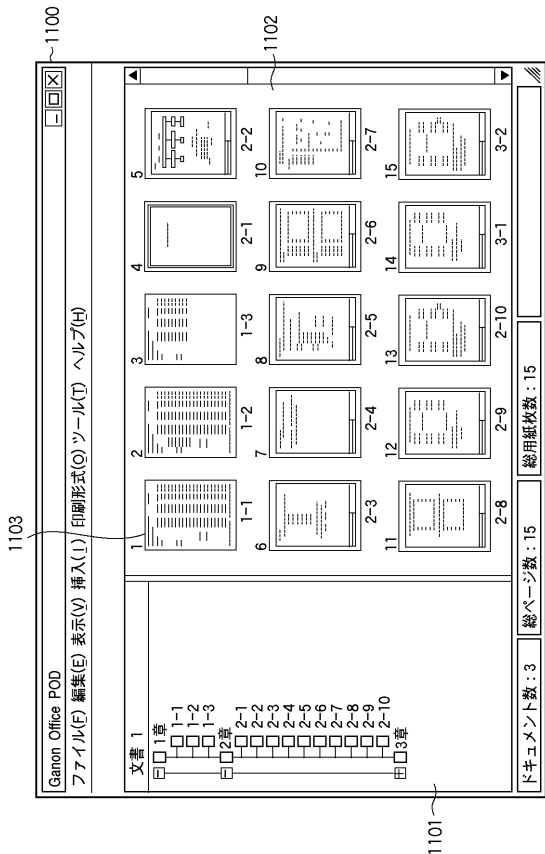 1100
Ganon Office POD
ファイル(F) 編集(E) 表示(V) 挿入(I) 印刷形式(O) ツール(T) ヘルプ(H)
1103
1102
文書 1
1章
1-1
1-2
1-3
2章
2-1
2-2
2-3
2-4
2-5
2-6
2-7
2-8
2-9
2-10
3章
1 2 3 4 5
1-1 1-2 1-3 2-1 2-2
6 7 8 9 10
2-3 2-4 2-5 2-6 2-7
11 12 13 14 15
2-8 2-9 2-10 3-1 3-2
1101
ドキュメント数 : 3 総ページ数 : 15 総用紙枚数 : 15